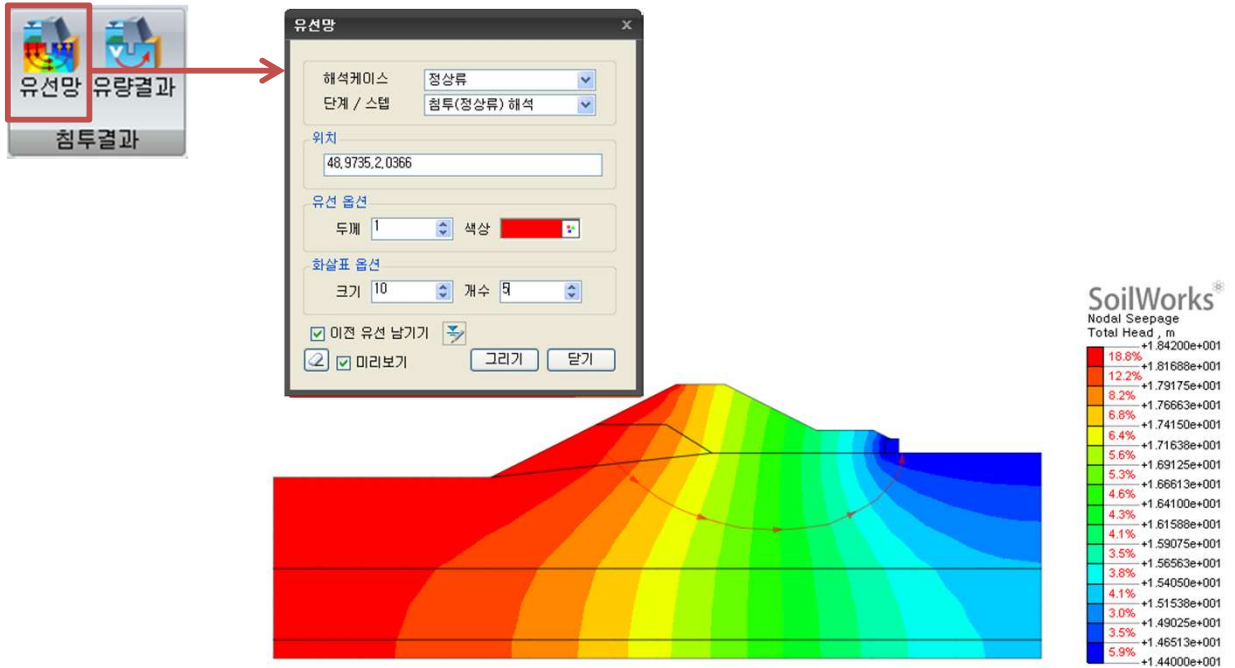 유선망 유량결과
침투결과
유선망
x
해석케이스 정상류
단계 / 스텝 침투(정상류) 해석
위치
48,9735,2,0366
유선 옵션
두께 1 색상
화살표 옵션
크기 10 개수 5
이전 유선 남기기
미리보기 그리기 닫기
SoilWorks
Nodal Seepage
Total Head , m
+1.84200e+001
18.8%
+1.81688e+001
12.2%
+1.79175e+001
8.2%
+1.76663e+001
6.8%
+1.74150e+001
6.4%
+1.71638e+001
5.6%
+1.69125e+001
5.3%
+1.66613e+001
4.6%
+1.64100e+001
4.3%
+1.61588e+001
4.1%
+1.59075e+001
3.5%
+1.56563e+001
3.8%
+1.54050e+001
4.1%
+1.51538e+001
3.0%
+1.49025e+001
3.5%
+1.46513e+001
5.9%
+1.44000e+001